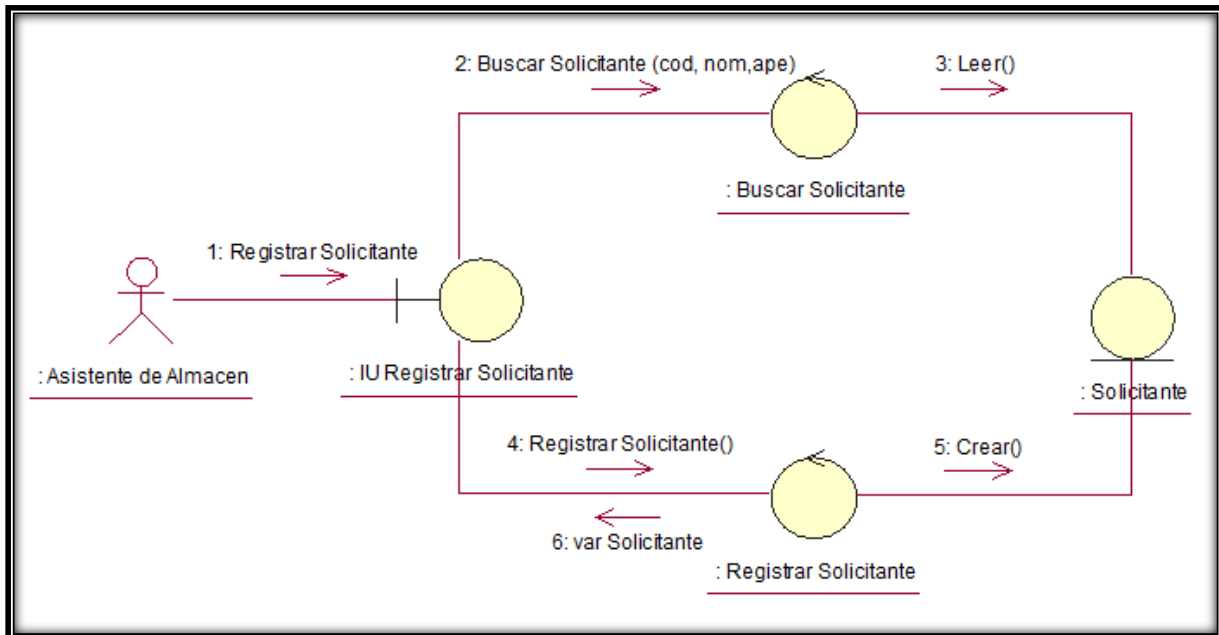 2: Buscar Solicitante (cod, nom,ape)
3: Leer()
: Buscar Solicitante
1: Registrar Solicitante
: Asistente de Almacen
: IU Registrar Solicitante
: Solicitante
4: Registrar Solicitante()
5: Crear()
6: var Solicitante
: Registrar Solicitante